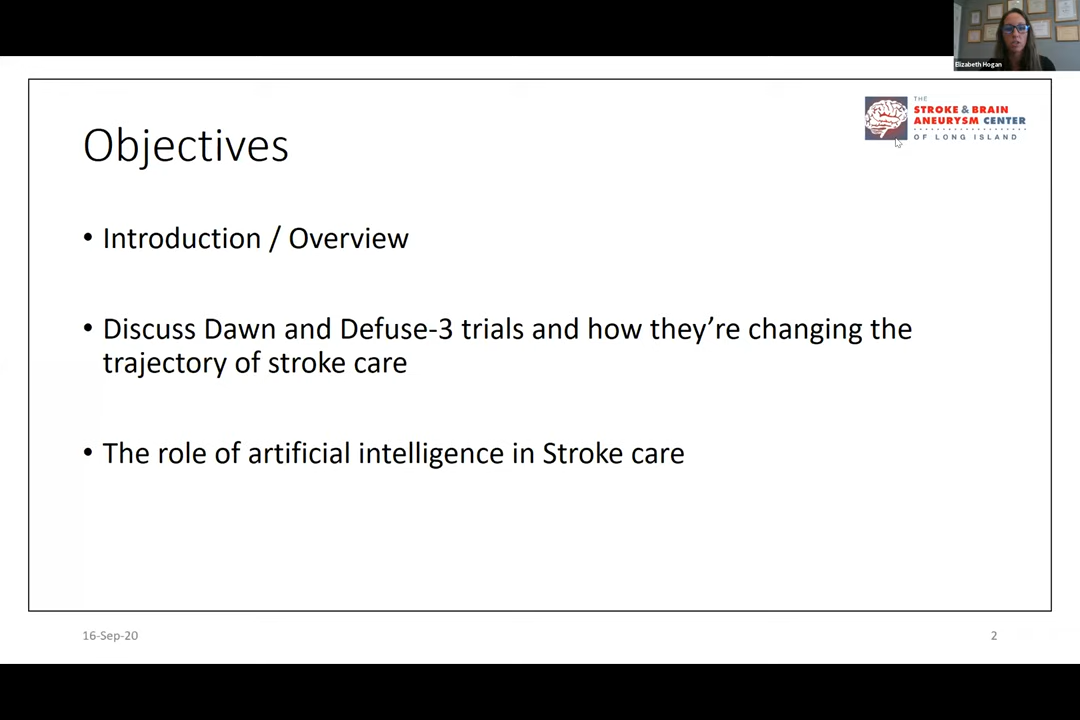 Elizabeth Hogan
THE
STROKE & BRAIN
ANEURYSM CENTER
OF LONG ISLAND
Objectives
• Introduction / Overview
• Discuss Dawn and Defuse-3 trials and how they’re changing the
trajectory of stroke care
• The role of artificial intelligence in Stroke care
16-Sep-20
2